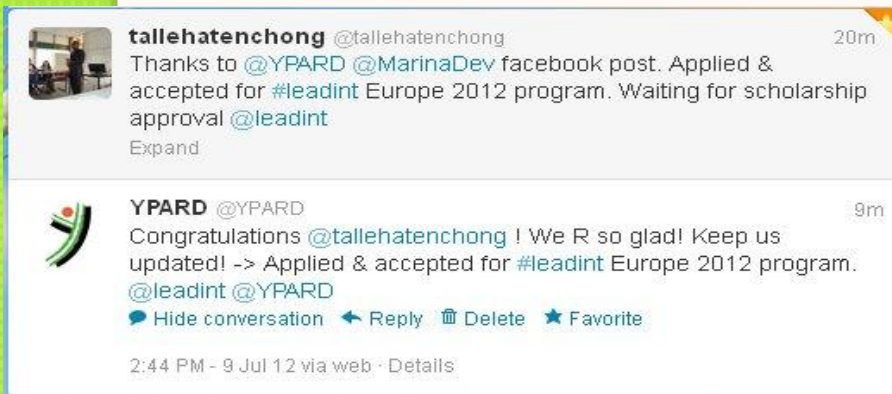 tallehatenchong @tallehatenchong 20m
Thanks to @YPARD @MarinaDev facebook post. Applied &
accepted for #leadint Europe 2012 program. Waiting for scholarship
approval @leadint
Expand
YPARD @YPARD 9m
Congratulations @tallehatenchong ! We R so glad! Keep us
updated! -> Applied & accepted for #leadint Europe 2012 program.
@leadint @YPARD
Hide conversation Reply Delete Favorite
2:44 PM - 9 Jul 12 via web · Details